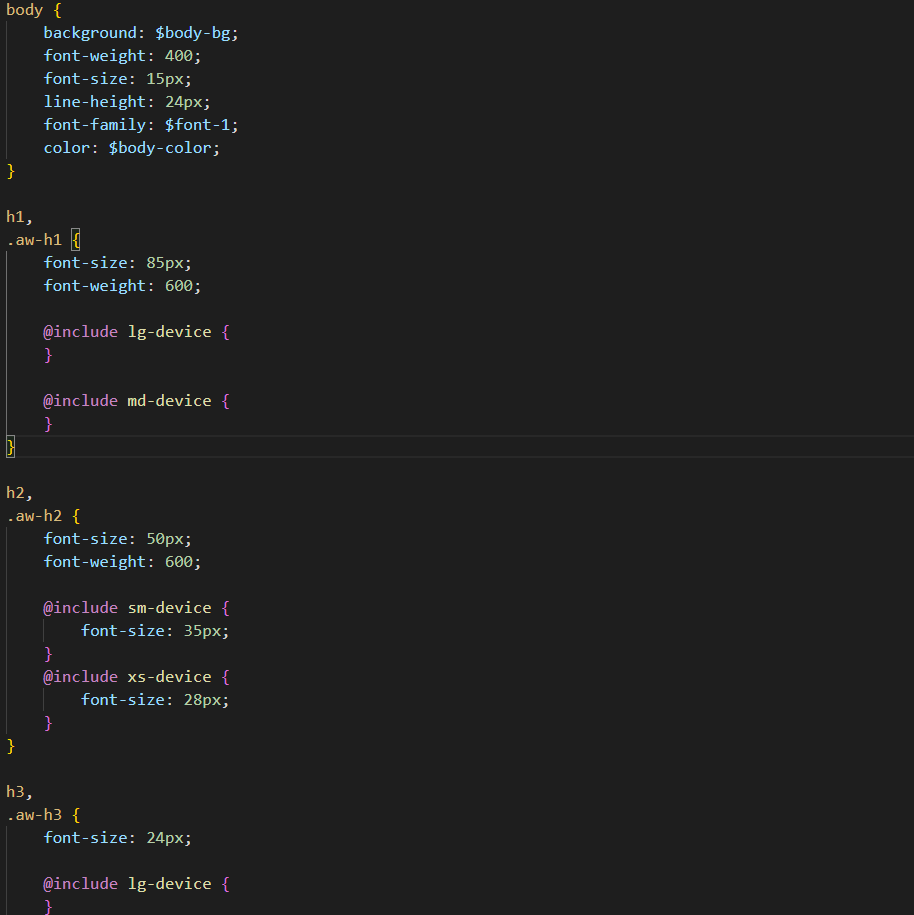 body {
    background: $body-bg;
    font-weight: 400;
    font-size: 15px;
    line-height: 24px;
    font-family: $font-1;
    color: $body-color;
}

h1,
.aw-h1 {
    font-size: 85px;
    font-weight: 600;

    @include lg-device {
    }

    @include md-device {
    }
}

h2,
.aw-h2 {
    font-size: 50px;
    font-weight: 600;

    @include sm-device {
        font-size: 35px;
    }
    @include xs-device {
        font-size: 28px;
    }
}

h3,
.aw-h3 {
    font-size: 24px;

    @include lg-device {
    }